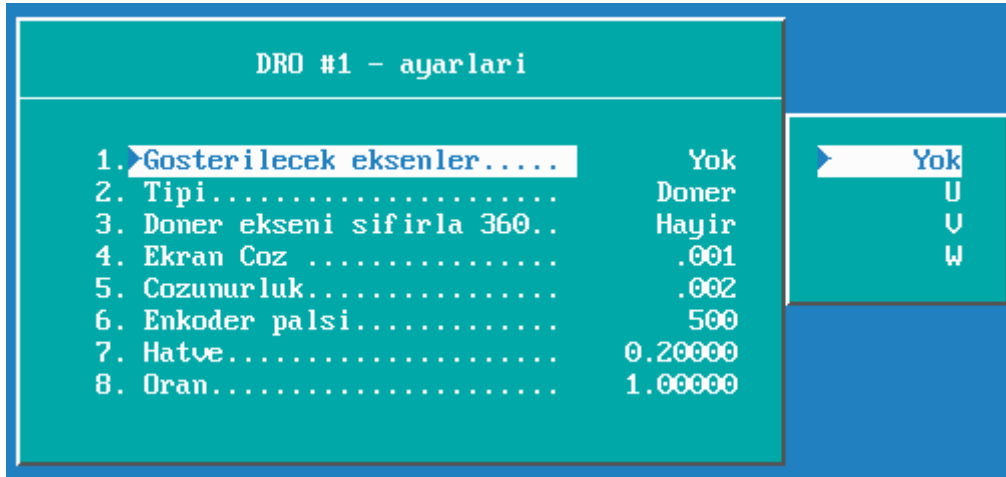 DRO #1 - ayarlari
1. Gosterilecek eksenler..... Yok
2. Tipi...................... Doner
3. Doner ekseni sifirla 360.. Hayir
4. Ekran Coz ................ .001
5. Cozunurluk................ .002
6. Enkoder palsi............. 500
7. Hatve..................... 0.20000
8. Oran...................... 1.00000
Yok
U
V
W